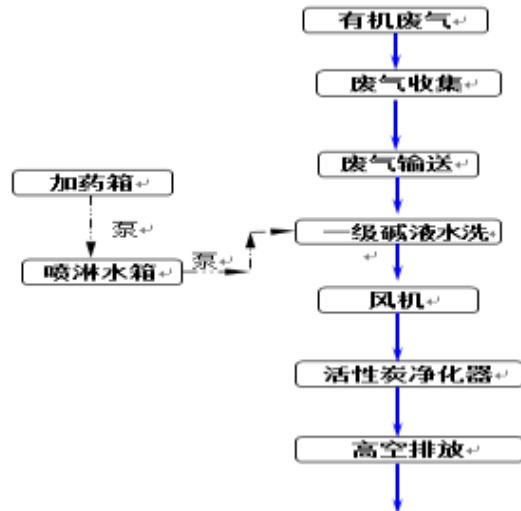 有机废气
废气收集
废气输送
加药箱
泵
一级碱液水洗
喷淋水箱
泵
风机
活性炭净化器
高空排放